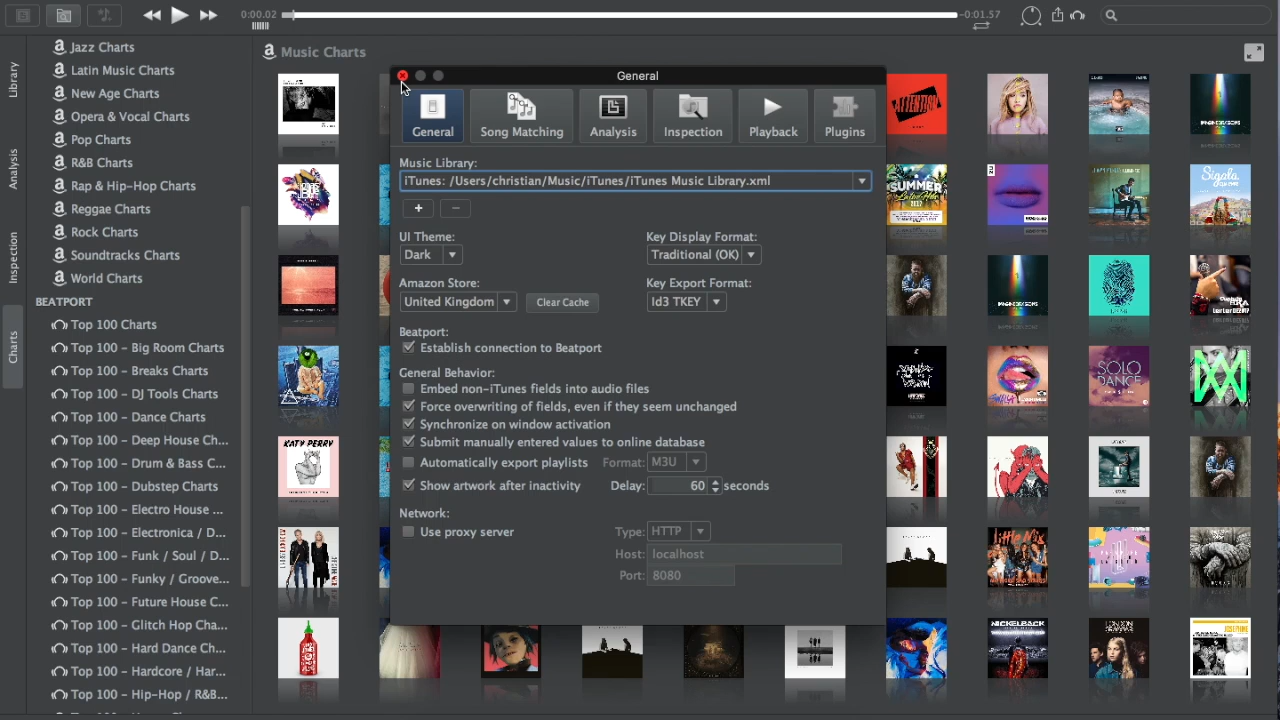 0:00.02
-0:01.57
Library
Analysis
Inspection
Charts
Jazz Charts
Latin Music Charts
New Age Charts
Opera & Vocal Charts
Pop Charts
R&B Charts
Rap & Hip-Hop Charts
Reggae Charts
Rock Charts
Soundtracks Charts
World Charts
BEATPORT
Top 100 Charts
Top 100 – Big Room Charts
Top 100 – Breaks Charts
Top 100 – DJ Tools Charts
Top 100 – Dance Charts
Top 100 – Deep House Ch...
Top 100 – Drum & Bass C...
Top 100 – Dubstep Charts
Top 100 – Electro House ...
Top 100 – Electronica / D...
Top 100 – Funk / Soul / D...
Top 100 – Funky / Groove...
Top 100 – Future House C...
Top 100 – Glitch Hop Cha...
Top 100 – Hard Dance Ch...
Top 100 – Hardcore / Har...
Top 100 – Hip-Hop / R&B...
Music Charts
General
General
Song Matching
Analysis
Inspection
Playback
Plugins
Music Library:
iTunes: /Users/christian/Music/iTunes/iTunes Music Library.xml
+
−
UI Theme:
Dark
Key Display Format:
Traditional (OK)
Amazon Store:
United Kingdom
Clear Cache
Key Export Format:
Id3 TKEY
Beatport:
Establish connection to Beatport
General Behavior:
Embed non-iTunes fields into audio files
Force overwriting of fields, even if they seem unchanged
Synchronize on window activation
Submit manually entered values to online database
Automatically export playlists
Format:
M3U
Show artwork after inactivity
Delay:
60
seconds
Network:
Use proxy server
Type:
HTTP
Host:
localhost
Port:
8080
ATTENTION
SUMMER
Sigala
KATY PERRY
SOLO
DANCE
Little Mix
NICKELBACK
LONDON
GRAMMAR
JOSEPHINE